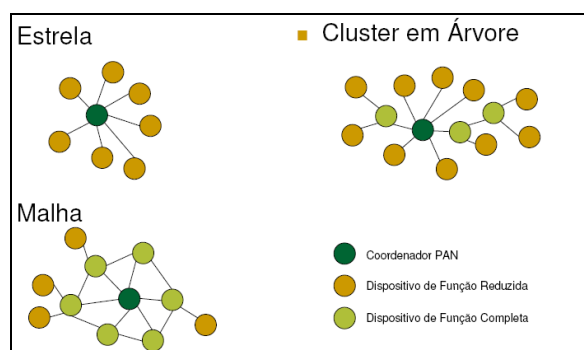 Estrela
Cluster em Árvore
Malha
Coordenador PAN
Dispositivo de Função Reduzida
Dispositivo de Função Completa